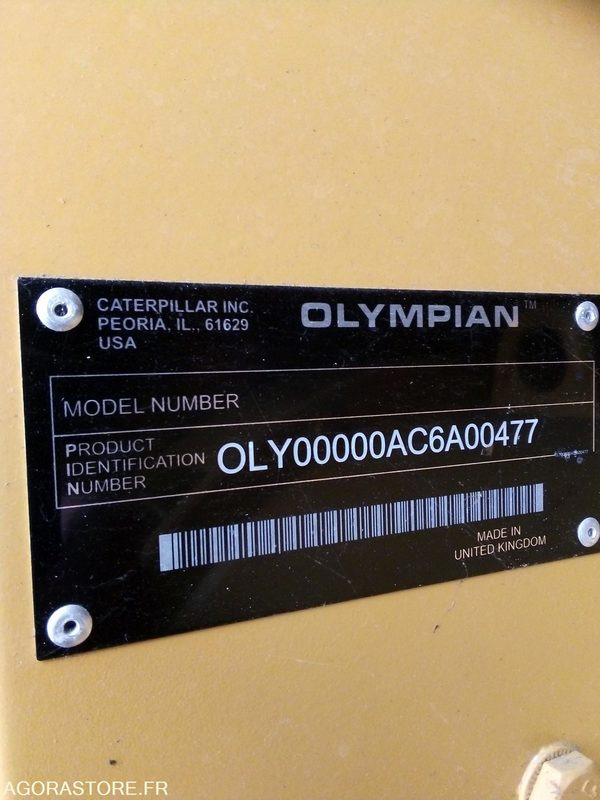 CATERPILLAR INC.
PEORIA, IL., 61629
USA
OLYMPIAN™
MODEL NUMBER
PRODUCT
IDENTIFICATION
NUMBER
OLY00000AC6A00477
MADE IN
UNITED KINGDOM
AGORASTORE.FR